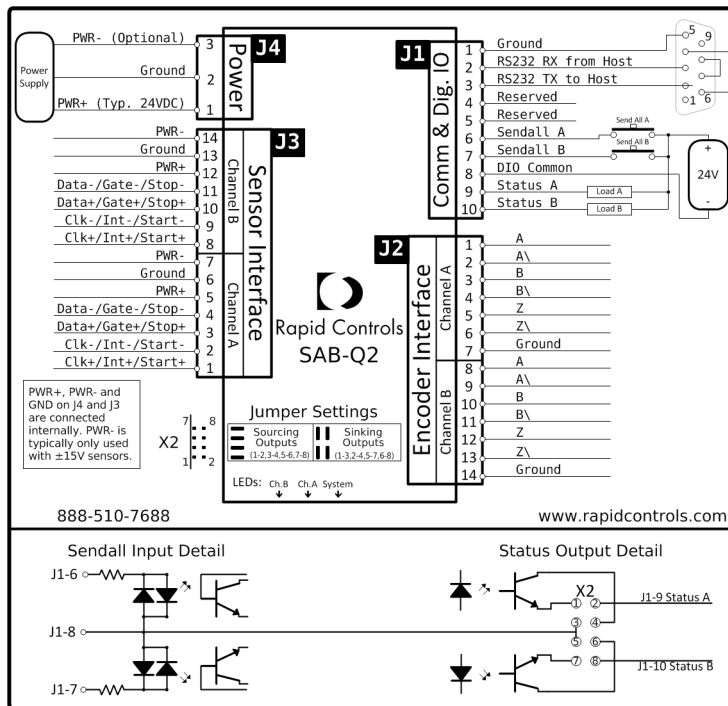 Power Supply
PWR- (Optional)
Ground
PWR+ (Typ. 24VDC)
3
2
1
Power
J4
J3
PWR-
Ground
PWR+
Data-/Gate-/Stop-
Data+/Gate+/Stop+
Clk-/Int-/Start-
Clk+/Int+/Start+
PWR-
Ground
PWR+
Data-/Gate-/Stop-
Data+/Gate+/Stop+
Clk-/Int-/Start-
Clk+/Int+/Start+
14
13
12
11
10
9
8
7
6
5
4
3
2
1
Channel B
Channel A
Sensor Interface
J1
Comm & Dig. IO
1 Ground
2 RS232 RX from Host
3 RS232 TX to Host
4 Reserved
5 Reserved
6 Sendall A
7 Sendall B
8 DIO Common
9 Status A
10 Status B
Send All A
Send All B
Load A
Load B
5
9
1
6
+
24V
-
J2
Encoder Interface
Channel A
Channel B
1 A
2 A\
3 B
4 B\
5 Z
6 Z\
7 Ground
8 A
9 A\
10 B
11 B\
12 Z
13 Z\
14 Ground
Rapid Controls
SAB-Q2
PWR+, PWR- and
GND on J4 and J3
are connected
internally. PWR- is
typically only used
with ±15V sensors.
X2
7 8
1 2
Jumper Settings
Sourcing Outputs
(1-2,3-4,5-6,7-8)
Sinking Outputs
(1-3,2-4,5-7,6-8)
LEDs: Ch.B Ch.A System
888-510-7688
www.rapidcontrols.com
Sendall Input Detail
J1-6
J1-8
J1-7
Status Output Detail
X2
1 2
3 4
5 6
7 8
J1-9 Status A
J1-10 Status B